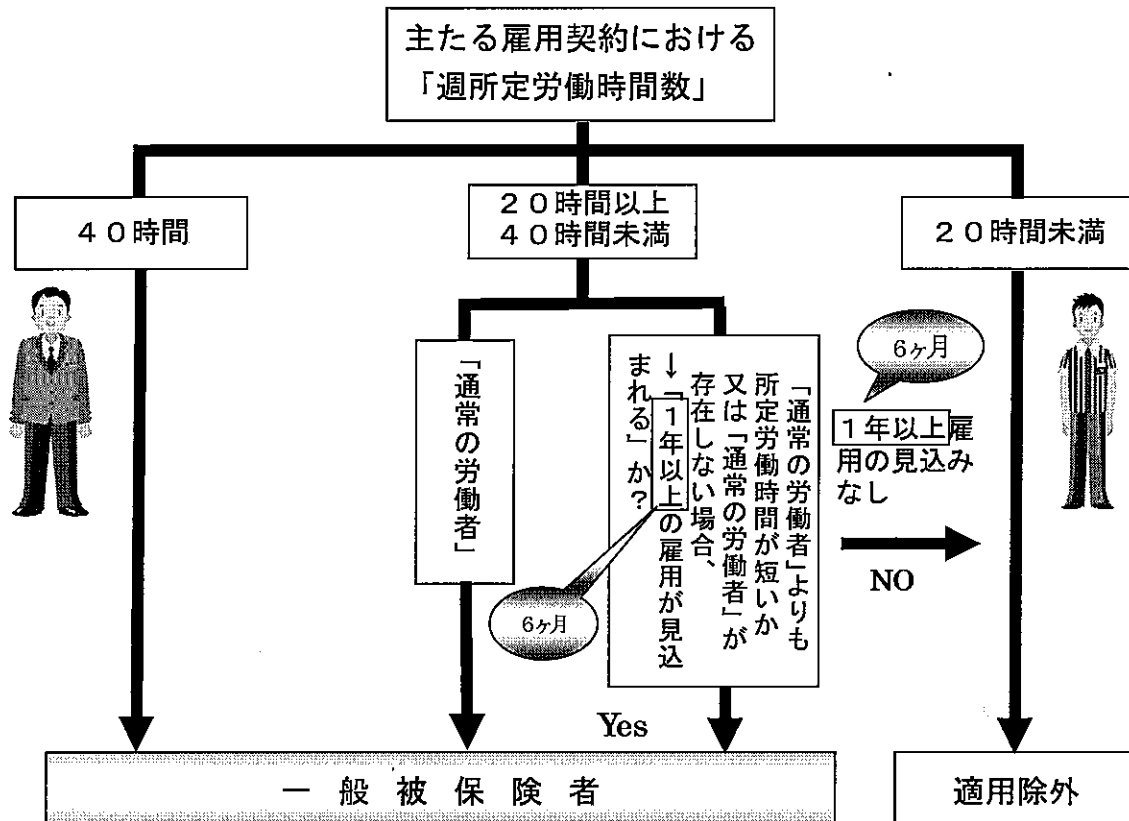 主たる雇用契約における
「週所定労働時間数」
４０時間
２０時間以上
４０時間未満
２０時間未満
「通常の労働者」
「通常の労働者」よりも
所定労働時間が短いか
又は「通常の労働者」が
存在しない場合、
→「１年以上の雇用が見込
まれる」か？
6ヶ月
6ヶ月
１年以上雇
用の見込み
なし
NO
Yes
一般被保険者
適用除外